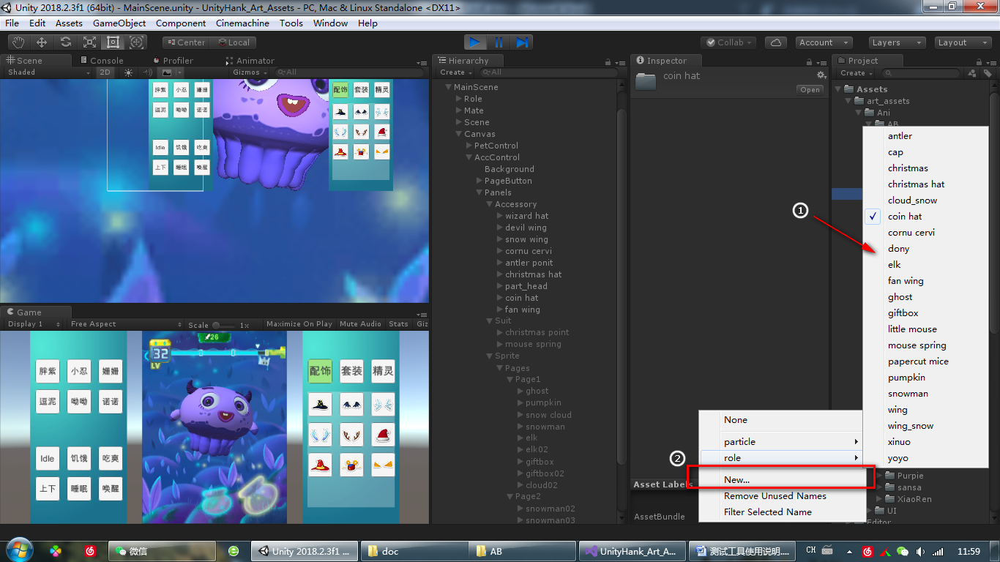 Unity 2018.2.3f1 (64bit) - MainScene.unity - UnityHank_Art_Assets - PC, Mac & Linux Standalone <DX11>
File Edit Assets GameObject Component Cinemachine Tools Window Help
Center Local Collab Account Layers Layout
Scene Console Profiler Animator
Shaded 2D Gizmos All
胖紫 小忍 姗姗
逗泥 呦呦 诺诺
Idle 饥饿 吃爽
上下 睡眠 唤醒
配饰 套装 精灵
Game
Display 1 Free Aspect Scale 1x Maximize On Play Mute Audio Stats Giz
胖紫 小忍 姗姗
逗泥 呦呦 诺诺
Idle 饥饿 吃爽
上下 睡眠 唤醒
32
LV
26
配饰 套装 精灵
Hierarchy
Create All
MainScene
Role
Mate
Scene
Canvas
PetControl
AccControl
Background
PageButton
Panels
Accessory
wizard hat
devil wing
snow wing
cornu cervi
antler ponit
christmas hat
part_head
coin hat
fan wing
Suit
christmas point
mouse spring
Sprite
Pages
Page1
ghost
pumpkin
snow cloud
snowman
elk
elk02
giftbox
giftbox02
cloud02
Page2
snowman02
snowman03
Inspector
coin hat
Open
Asset Labels
AssetBundle
1
2
None
particle
role
New...
Remove Unused Names
Filter Selected Name
Project
Create
Assets
art_assets
Ani
AB
antler
cap
christmas
christmas hat
cloud_snow
coin hat
cornu cervi
dony
elk
fan wing
ghost
giftbox
little mouse
mouse spring
papercut mice
pumpkin
snowman
wing
wing_snow
xinuo
yoyo
Purpie
sansa
XiaoRen
UI
Editor
微信
Unity 2018.2.3f1 ...
doc
AB
UnityHank_Art_A...
测试工具使用说明....
CH
11:59